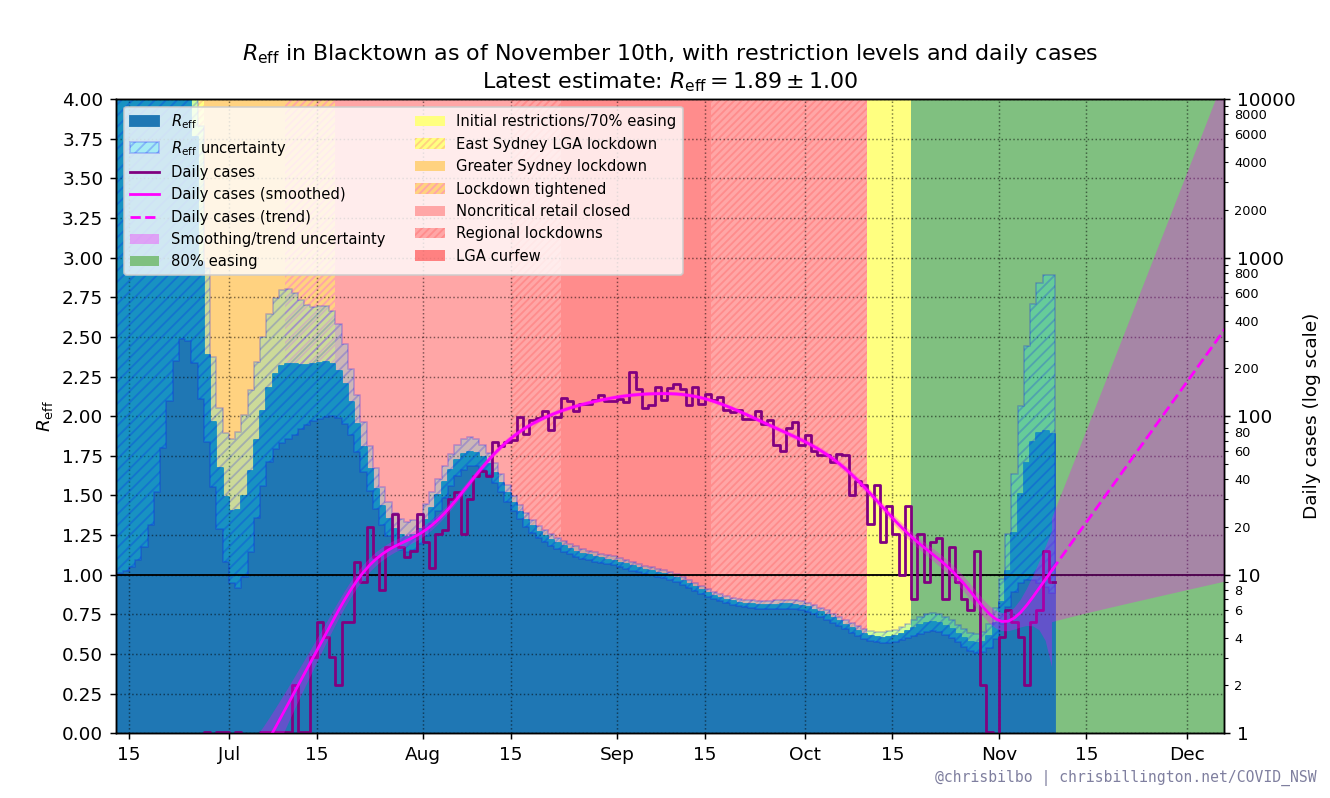 Reff in Blacktown as of November 10th, with restriction levels and daily cases
Latest estimate: Reff = 1.89 ± 1.00
Reff
Reff uncertainty
Daily cases
Daily cases (smoothed)
Daily cases (trend)
Smoothing/trend uncertainty
80% easing
Initial restrictions/70% easing
East Sydney LGA lockdown
Greater Sydney lockdown
Lockdown tightened
Noncritical retail closed
Regional lockdowns
LGA curfew
Reff
4.00
3.75
3.50
3.25
3.00
2.75
2.50
2.25
2.00
1.75
1.50
1.25
1.00
0.75
0.50
0.25
0.00
15 Jul 15 Aug 15 Sep 15 Oct 15 Nov 15 Dec
10000
8000
6000
4000
2000
1000
800
600
400
200
100
80
60
40
20
10
8
6
4
2
1
Daily cases (log scale)
@chrisbilbo | chrisbillington.net/COVID_NSW